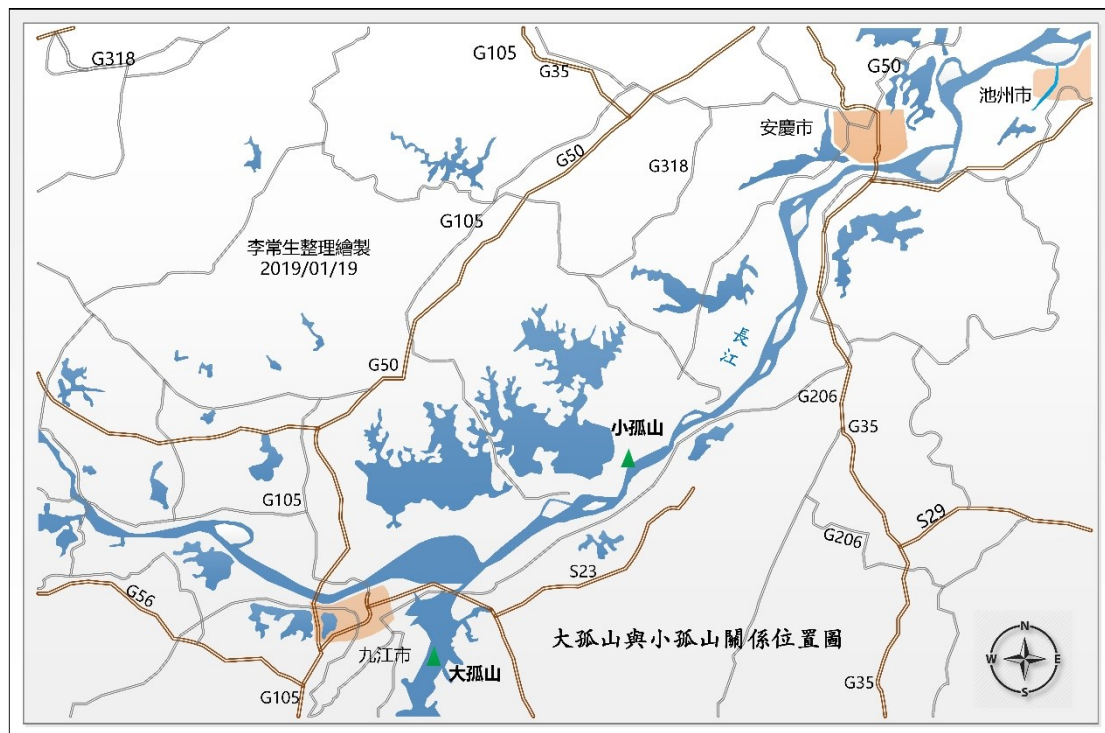 G318
G105
G35
G50
池州市
安慶市
G50
G318
G105
李常生整理繪製
2019/01/19
長江
G50
G206
小孤山
G35
G105
S29
G206
S23
G56
大孤山與小孤山關係位置圖
九江市
大孤山
G105
G35
N
W
E
S